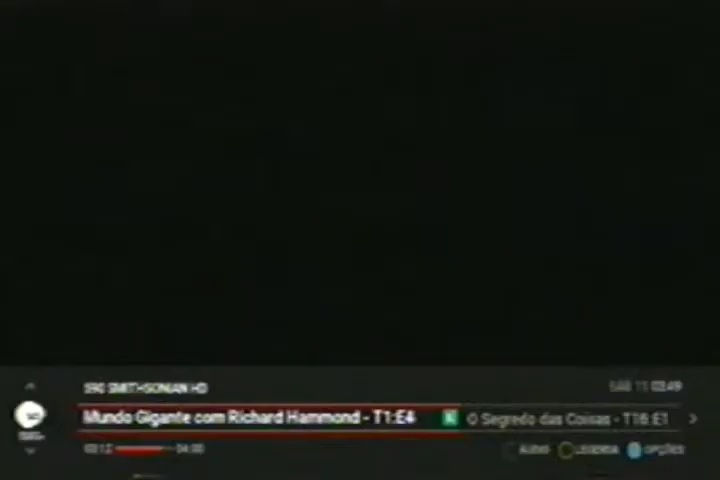 590 SMITHSONIAN HD
SÁB 11 03:49
Mundo Gigante com Richard Hammond - T1:E4
O Segredo das Coisas - T16:E1
03:12 04:00
ÁUDIO LEGENDA OPÇÕES